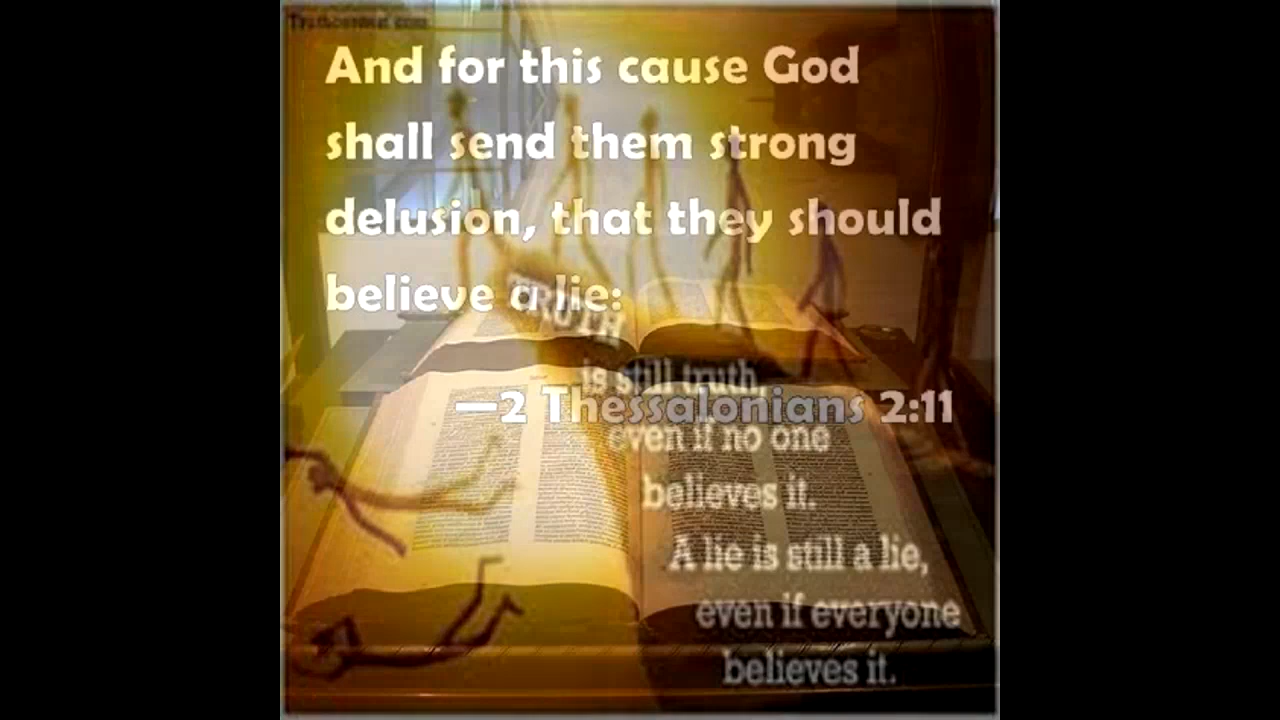 And for this cause God
shall send them strong
delusion, that they should
believe a lie:
TRUTH
is still truth,
—2 Thessalonians 2:11
even if no one
believes it.
A lie is still a lie,
even if everyone
believes it.